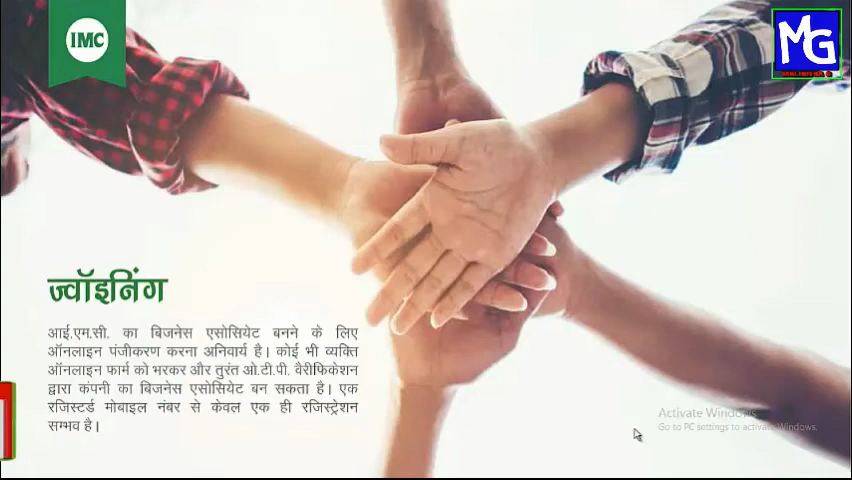 IMC
MG
ज्वॉइनिंग
आई.एम.सी. का बिजनेस एसोसियेट बनने के लिए
ऑनलाइन पंजीकरण करना अनिवार्य है। कोई भी व्यक्ति
ऑनलाइन फार्म को भरकर और तुरंत ओ.टी.पी. वैरीफिकेशन
द्वारा कंपनी का बिजनेस एसोसियेट बन सकता है। एक
रजिस्टर्ड मोबाइल नंबर से केवल एक ही रजिस्ट्रेशन
सम्भव है।
Activate Windows
Go to PC settings to activate Windows.